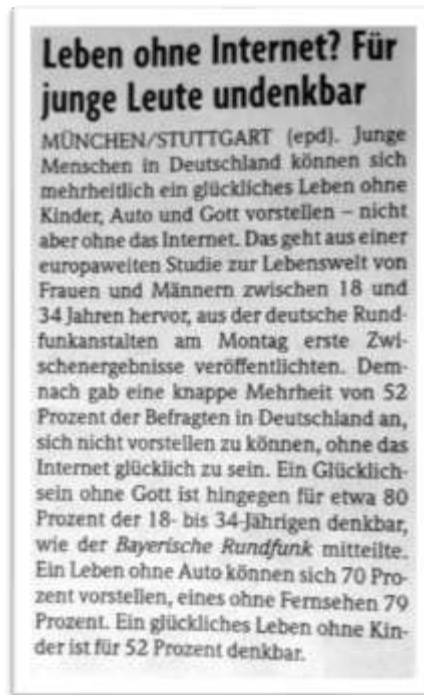 Leben ohne Internet? Für
junge Leute undenkbar
MÜNCHEN/STUTTGART (epd). Junge
Menschen in Deutschland können sich
mehrheitlich ein glückliches Leben ohne
Kinder, Auto und Gott vorstellen – nicht
aber ohne das Internet. Das geht aus einer
europaweiten Studie zur Lebenswelt von
Frauen und Männern zwischen 18 und
34 Jahren hervor, aus der deutsche Rund-
funkanstalten am Montag erste Zwi-
schenergebnisse veröffentlichten. Dem-
nach gab eine knappe Mehrheit von 52
Prozent der Befragten in Deutschland an,
sich nicht vorstellen zu können, ohne das
Internet glücklich zu sein. Ein Glücklich-
sein ohne Gott ist hingegen für etwa 80
Prozent der 18- bis 34-Jährigen denkbar,
wie der Bayerische Rundfunk mitteilte.
Ein Leben ohne Auto können sich 70 Pro-
zent vorstellen, eines ohne Fernsehen 79
Prozent. Ein glückliches Leben ohne Kin-
der ist für 52 Prozent denkbar.